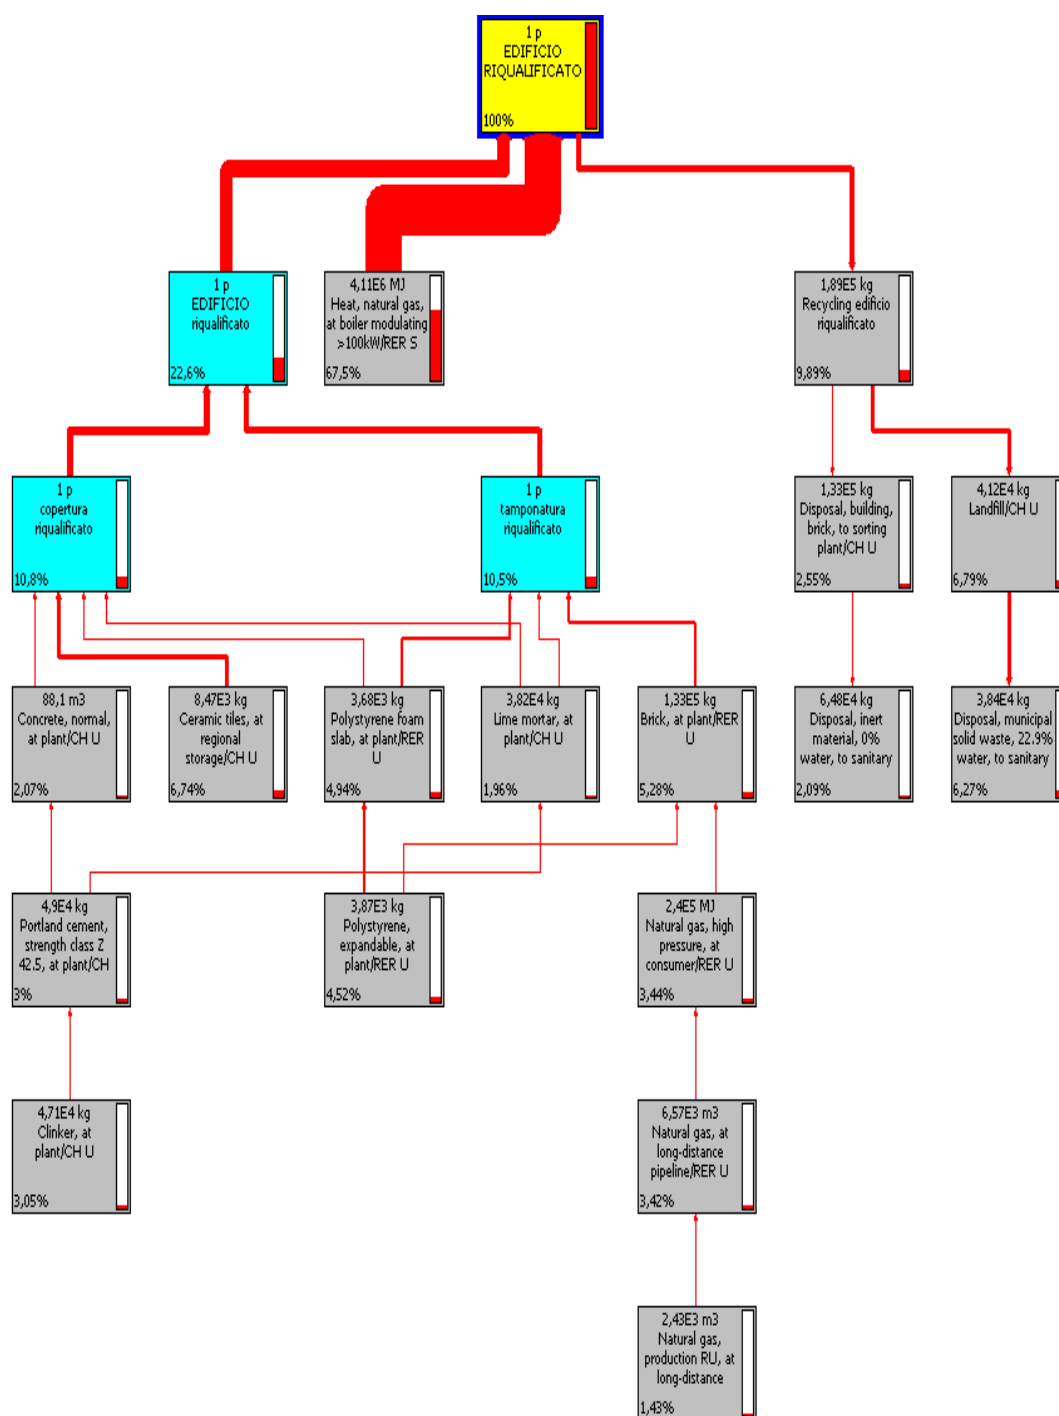 1 p
EDIFICIO
RIQUALIFICATO
100%
1 p
EDIFICIO
riqualificato
22,6%
4,11E6 MJ
Heat, natural gas,
at boiler modulating
>100kW/RER S
67,5%
1,89E5 kg
Recycling edificio
riqualificato
9,89%
1 p
copertura
riqualificato
10,8%
1 p
tamponatura
riqualificato
10,5%
1,33E5 kg
Disposal, building,
brick, to sorting
plant/CH U
2,55%
4,12E4 kg
Landfill/CH U
6,79%
88,1 m3
Concrete, normal,
at plant/CH U
2,07%
8,47E3 kg
Ceramic tiles, at
regional
storage/CH U
6,74%
3,68E3 kg
Polystyrene foam
slab, at plant/RER
U
4,94%
3,82E4 kg
Lime mortar, at
plant/CH U
1,96%
1,33E5 kg
Brick, at plant/RER
U
5,28%
6,48E4 kg
Disposal, inert
material, 0%
water, to sanitary
2,09%
3,84E4 kg
Disposal, municipal
solid waste, 22.9%
water, to sanitary
6,27%
4,9E4 kg
Portland cement,
strength class Z
42.5, at plant/CH
3%
3,87E3 kg
Polystyrene,
expandable, at
plant/RER U
4,52%
2,4E5 MJ
Natural gas, high
pressure, at
consumer/RER U
3,44%
4,71E4 kg
Clinker, at
plant/CH U
3,05%
6,57E3 m3
Natural gas, at
long-distance
pipeline/RER U
3,42%
2,43E3 m3
Natural gas,
production RU, at
long-distance
1,43%